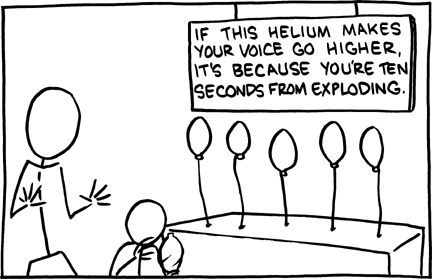 IF THIS HELIUM MAKES
YOUR VOICE GO HIGHER,
IT'S BECAUSE YOU'RE TEN
SECONDS FROM EXPLODING.